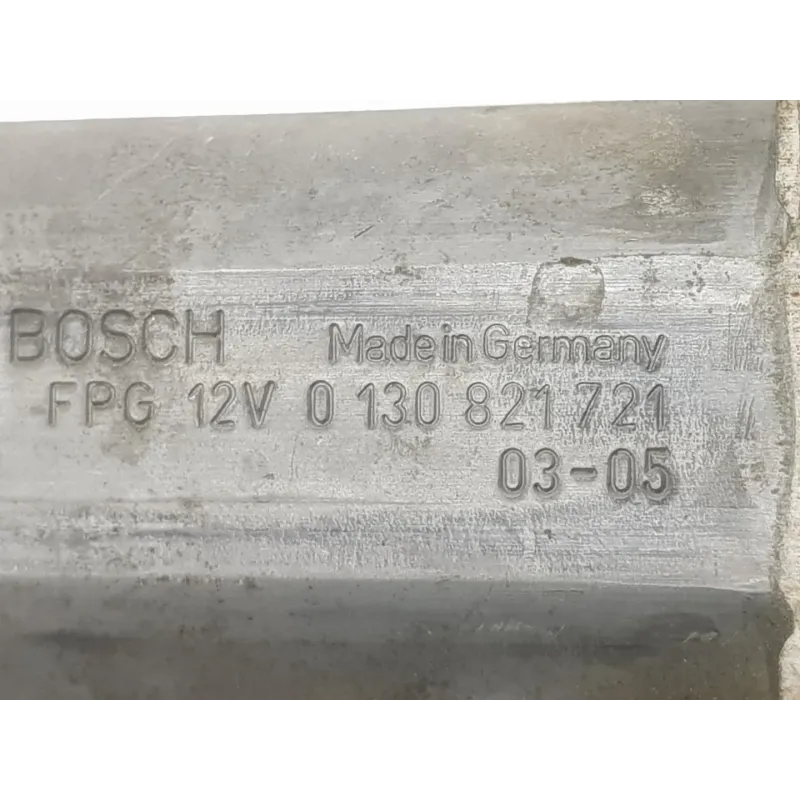 BOSCH Made in Germany
FPG 12V 0 130 821 721
03-05